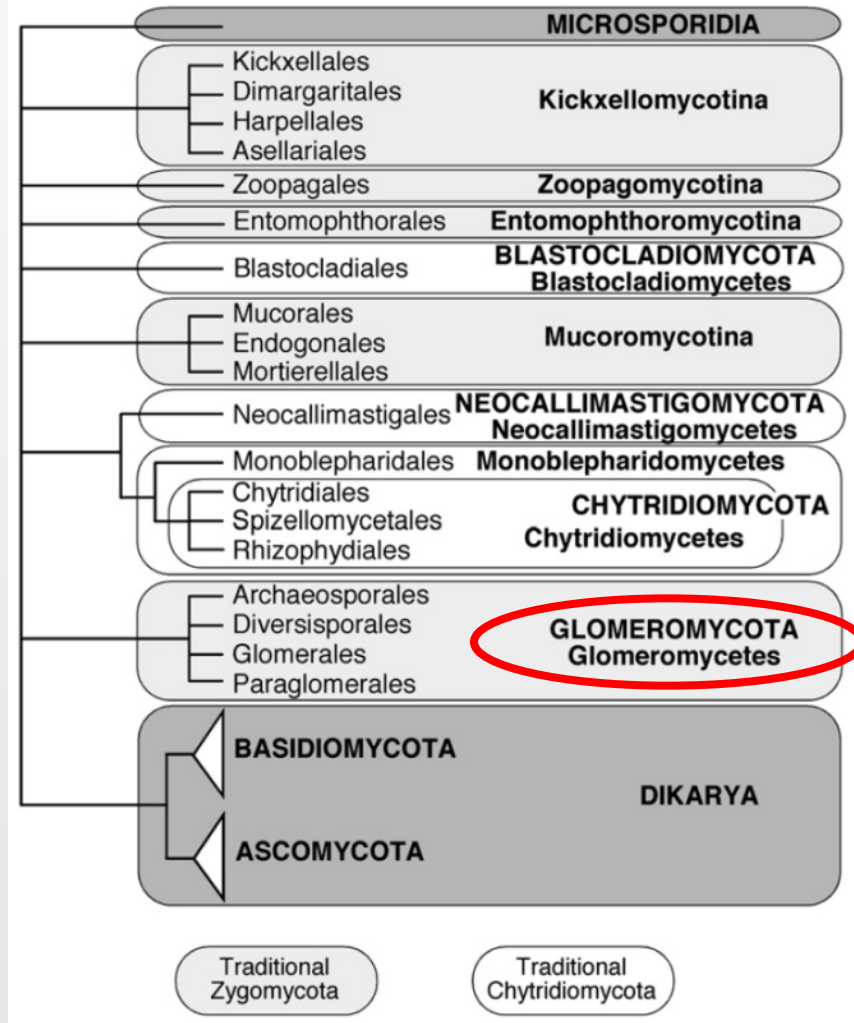 MICROSPORIDIA
Kickxellales
Dimargaritales
Harpellales
Asellariales
Kickxellomycotina
Zoopagales Zoopagomycotina
Entomophthorales Entomophthoromycotina
Blastocladiales
BLASTOCLADIOMYCOTA
Blastocladiomycetes
Mucorales
Endogonales
Mortierellales
Mucoromycotina
Neocallimastigales
NEOCALLIMASTIGOMYCOTA
Neocallimastigomycetes
Monoblepharidales Monoblepharidomycetes
Chytridiales
Spizellomycetales
Rhizophydiales
CHYTRIDIOMYCOTA
Chytridiomycetes
Archaeosporales
Diversisporales
Glomerales
Paraglomerales
GLOMEROMYCOTA
Glomeromycetes
BASIDIOMYCOTA
ASCOMYCOTA
DIKARYA
Traditional
Zygomycota
Traditional
Chytridiomycota